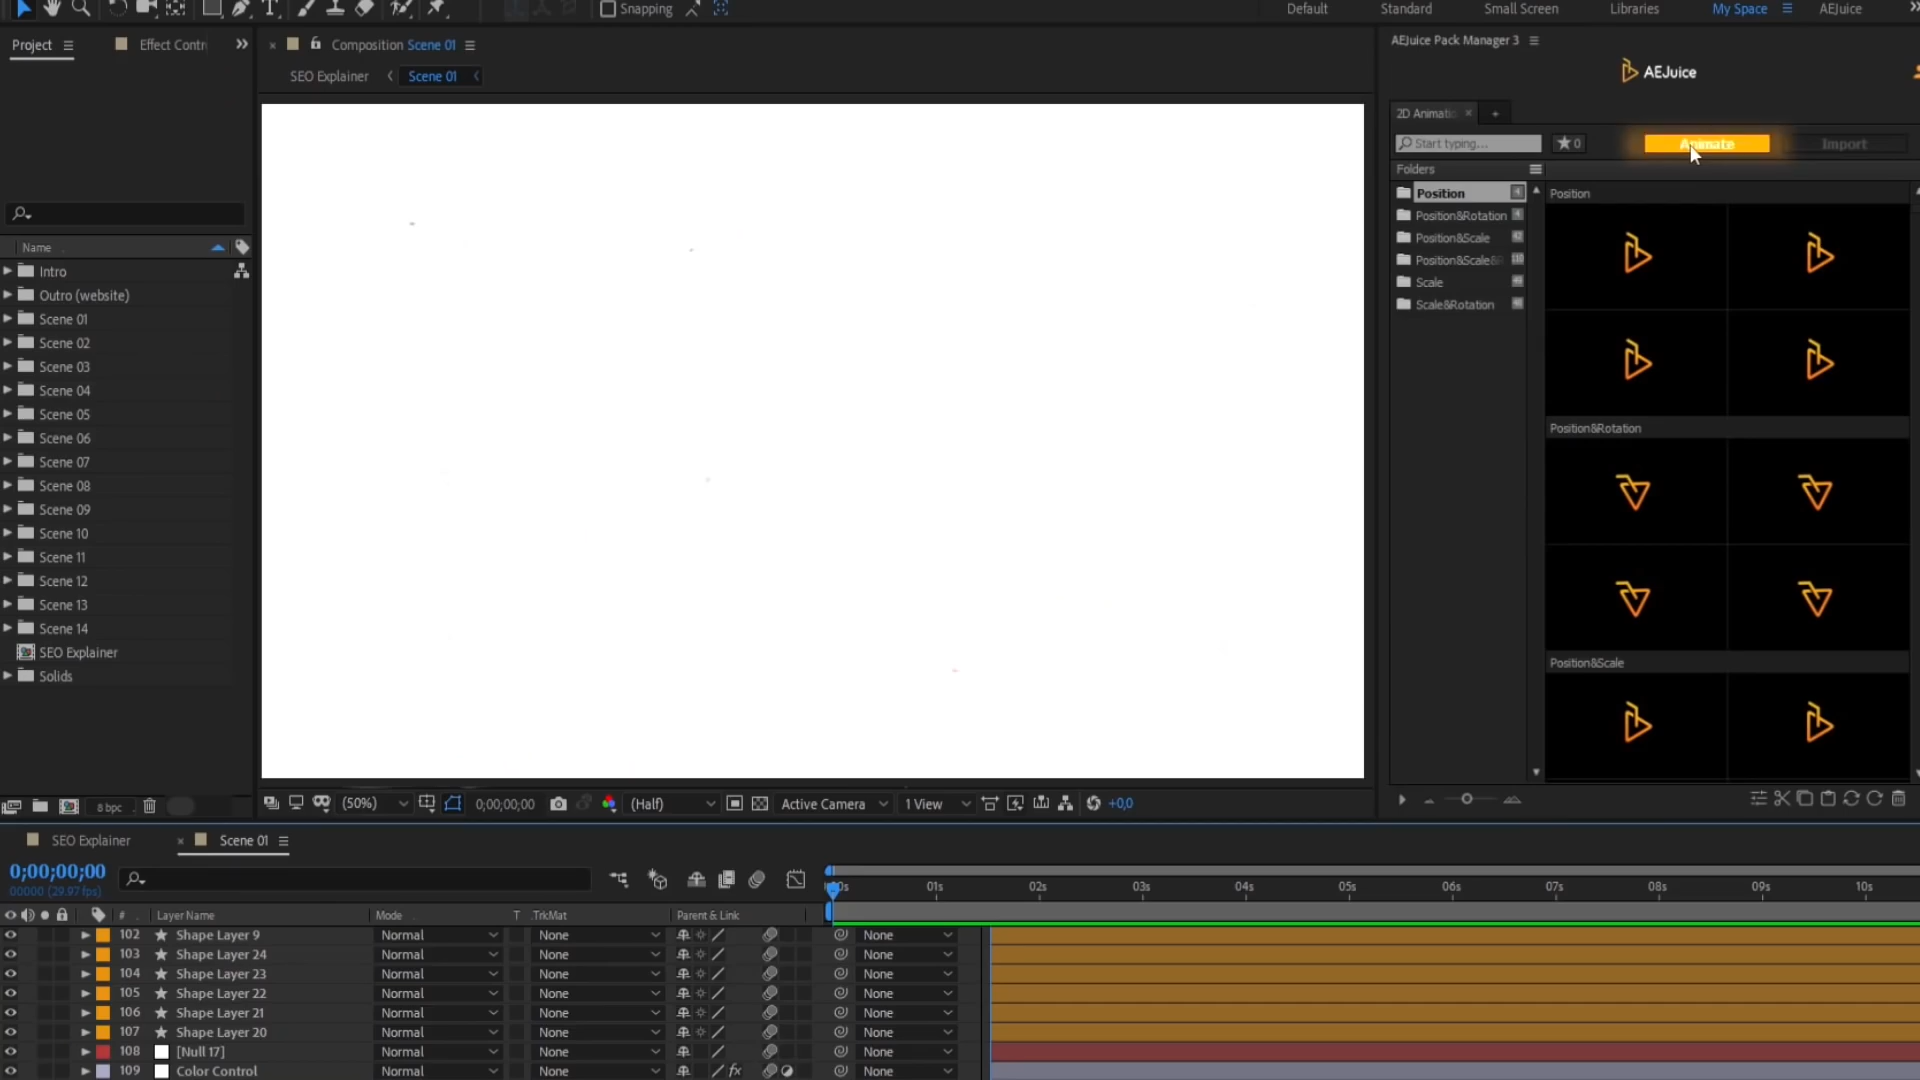 Snapping
Default
Standard
Small Screen
Libraries
My Space
AEJuice
Project
Effect Contr
Composition Scene 01
AEJuice Pack Manager 3
SEO Explainer
Scene 01
AEJuice
2D Animatio
Start typing...
0
Animate
Import
Folders
Position
Position&Rotation
Position&Scale
Position&Scale&
Scale
Scale&Rotation
Position
Position&Rotation
Position&Scale
Name
Intro
Outro (website)
Scene 01
Scene 02
Scene 03
Scene 04
Scene 05
Scene 06
Scene 07
Scene 08
Scene 09
Scene 10
Scene 11
Scene 12
Scene 13
Scene 14
SEO Explainer
Solids
8 bpc
(50%)
0;00;00;00
(Half)
Active Camera
1 View
+0,0
SEO Explainer
Scene 01
0;00;00;00
00000 (29.97 fps)
00s
01s
02s
03s
04s
05s
06s
07s
08s
09s
10s
#
Layer Name
Mode
T
.TrkMat
Parent & Link
102 Shape Layer 9 Normal None None
103 Shape Layer 24 Normal None None
104 Shape Layer 23 Normal None None
105 Shape Layer 22 Normal None None
106 Shape Layer 21 Normal None None
107 Shape Layer 20 Normal None None
108 [Null 17] Normal None None
109 Color Control Normal None fx None